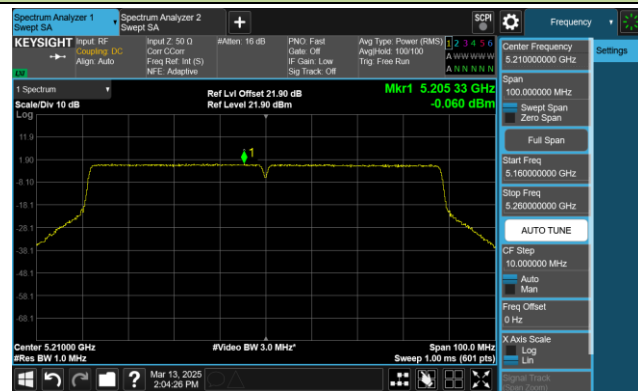 Spectrum Analyzer 1
Swept SA
Spectrum Analyzer 2
Swept SA
+
SCPI
Frequency
KEYSIGHT
Input: RF
Coupling: DC
Align: Auto
Input Z: 50 Ω
Corr CCorr
Freq Ref: Int (S)
NFE: Adaptive
#Atten: 16 dB
PNO: Fast
Gate: Off
IF Gain: Low
Sig Track: Off
Avg Type: Power (RMS)
Avg|Hold: 100/100
Trig: Free Run
1 2 3 4 5 6
A W W W W W
A N N N N N
LXI
1 Spectrum
Scale/Div 10 dB
Log
Ref Lvl Offset 21.90 dB
Ref Level 21.90 dBm
Mkr1 5.205 33 GHz
-0.060 dBm
11.9
1.90
-8.10
-18.1
-28.1
-38.1
-48.1
-58.1
-68.1
1
Center 5.21000 GHz
#Res BW 1.0 MHz
#Video BW 3.0 MHz*
Span 100.0 MHz
Sweep 1.00 ms (601 pts)
Center Frequency
5.210000000 GHz
Settings
Span
100.000000 MHz
Swept Span
Zero Span
Full Span
Start Freq
5.160000000 GHz
Stop Freq
5.260000000 GHz
AUTO TUNE
CF Step
10.000000 MHz
Auto
Man
Freq Offset
0 Hz
X Axis Scale
Log
Lin
Signal Track
(Span Zoom)
?
Mar 13, 2025
2:04:26 PM